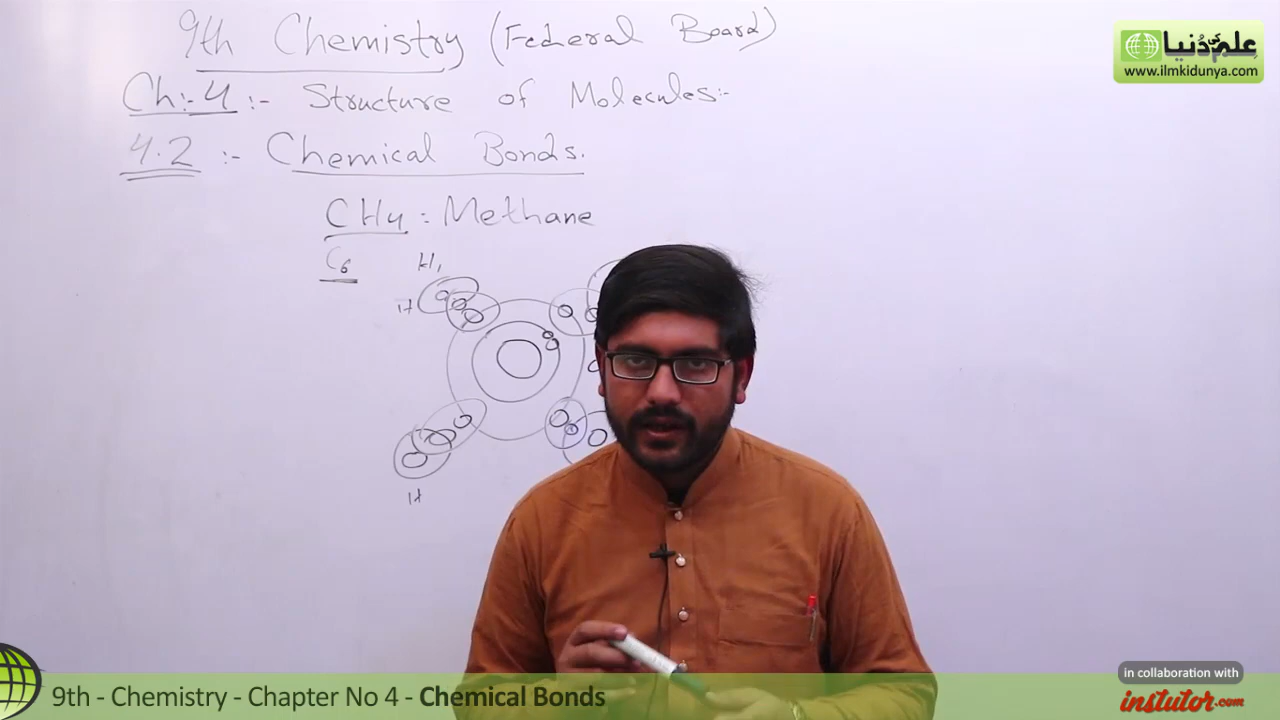 9th Chemistry (Federal Board)
علم کی دُنیا
www.ilmkidunya.com
Ch:-4:- Structure of Molecules:-
4.2 :- Chemical Bonds.
CH4 : Methane
C6 H1
H
H
in collaboration with
instutor.com
9th - Chemistry - Chapter No 4 - Chemical Bonds